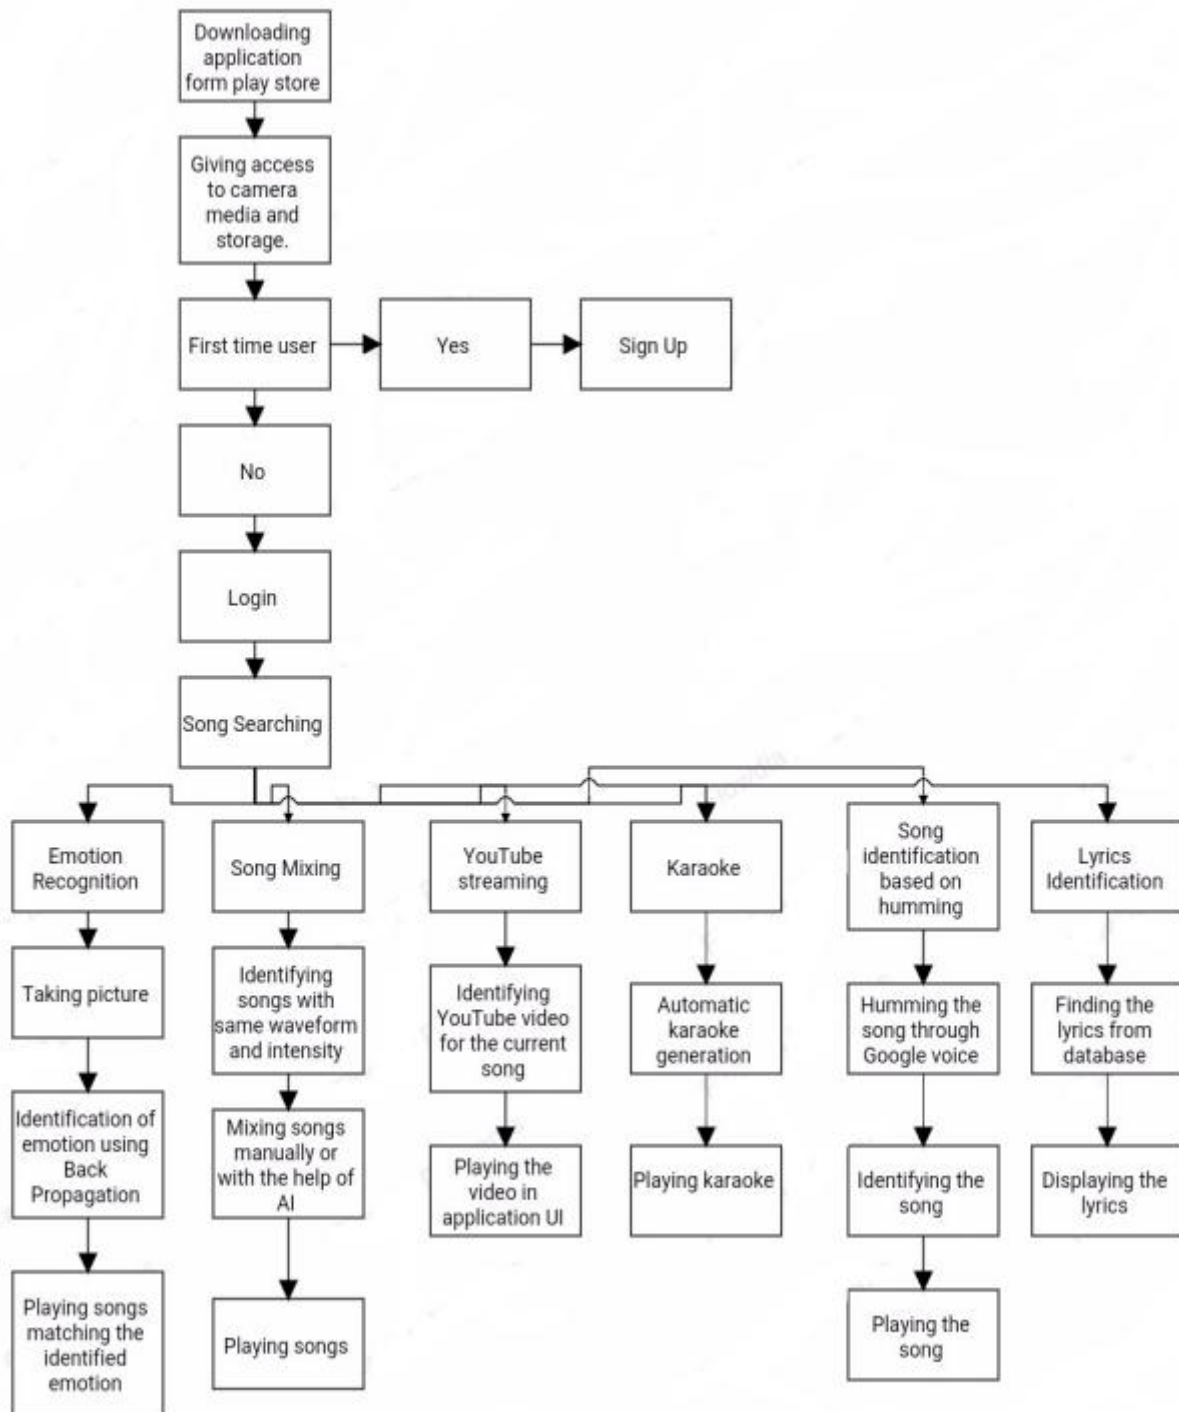 Downloading
application
form play store
Giving access
to camera
media and
storage.
First time user
Yes
Sign Up
No
Login
Song Searching
Emotion
Recognition
Song Mixing
YouTube
streaming
Karaoke
Song
identification
based on
humming
Lyrics
Identification
Taking picture
Identifying
songs with
same waveform
and intensity
Identifying
YouTube video
for the current
song
Automatic
karaoke
generation
Humming the
song through
Google voice
Finding the
lyrics from
database
Identification of
emotion using
Back
Propagation
Mixing songs
manually or
with the help of
AI
Playing the
video in
application UI
Playing karaoke
Identifying the
song
Displaying the
lyrics
Playing songs
matching the
identified
emotion
Playing songs
Playing the
song